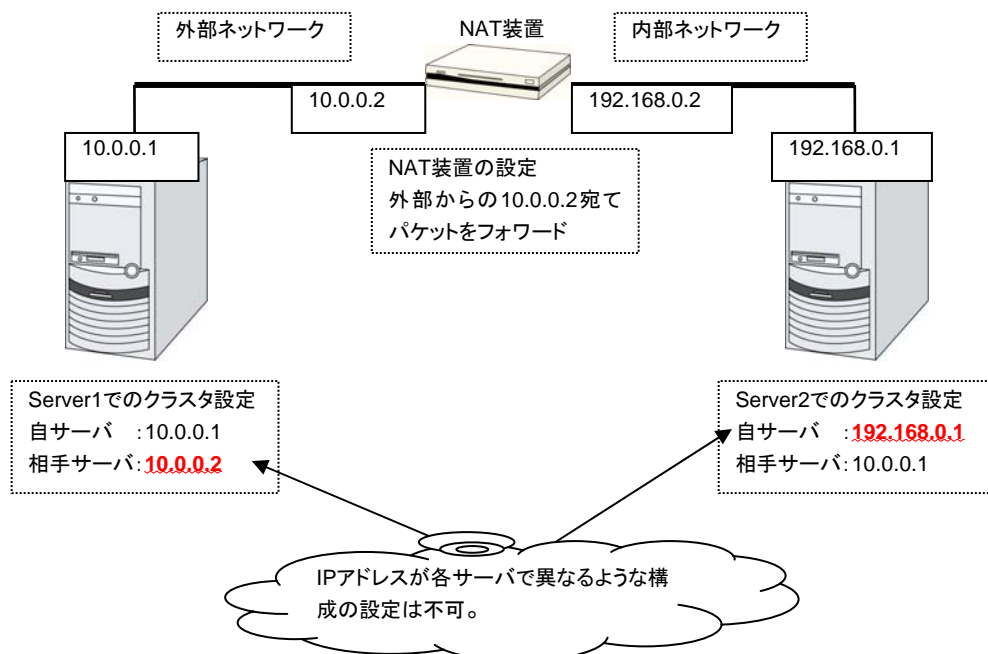 外部ネットワーク
NAT装置
内部ネットワーク
10.0.0.2
192.168.0.2
10.0.0.1
192.168.0.1
NAT装置の設定
外部からの10.0.0.2宛て
パケットをフォワード
Server1でのクラスタ設定
自サーバ :10.0.0.1
相手サーバ:10.0.0.2
Server2でのクラスタ設定
自サーバ :192.168.0.1
相手サーバ:10.0.0.1
IPアドレスが各サーバで異なるような構
成の設定は不可。